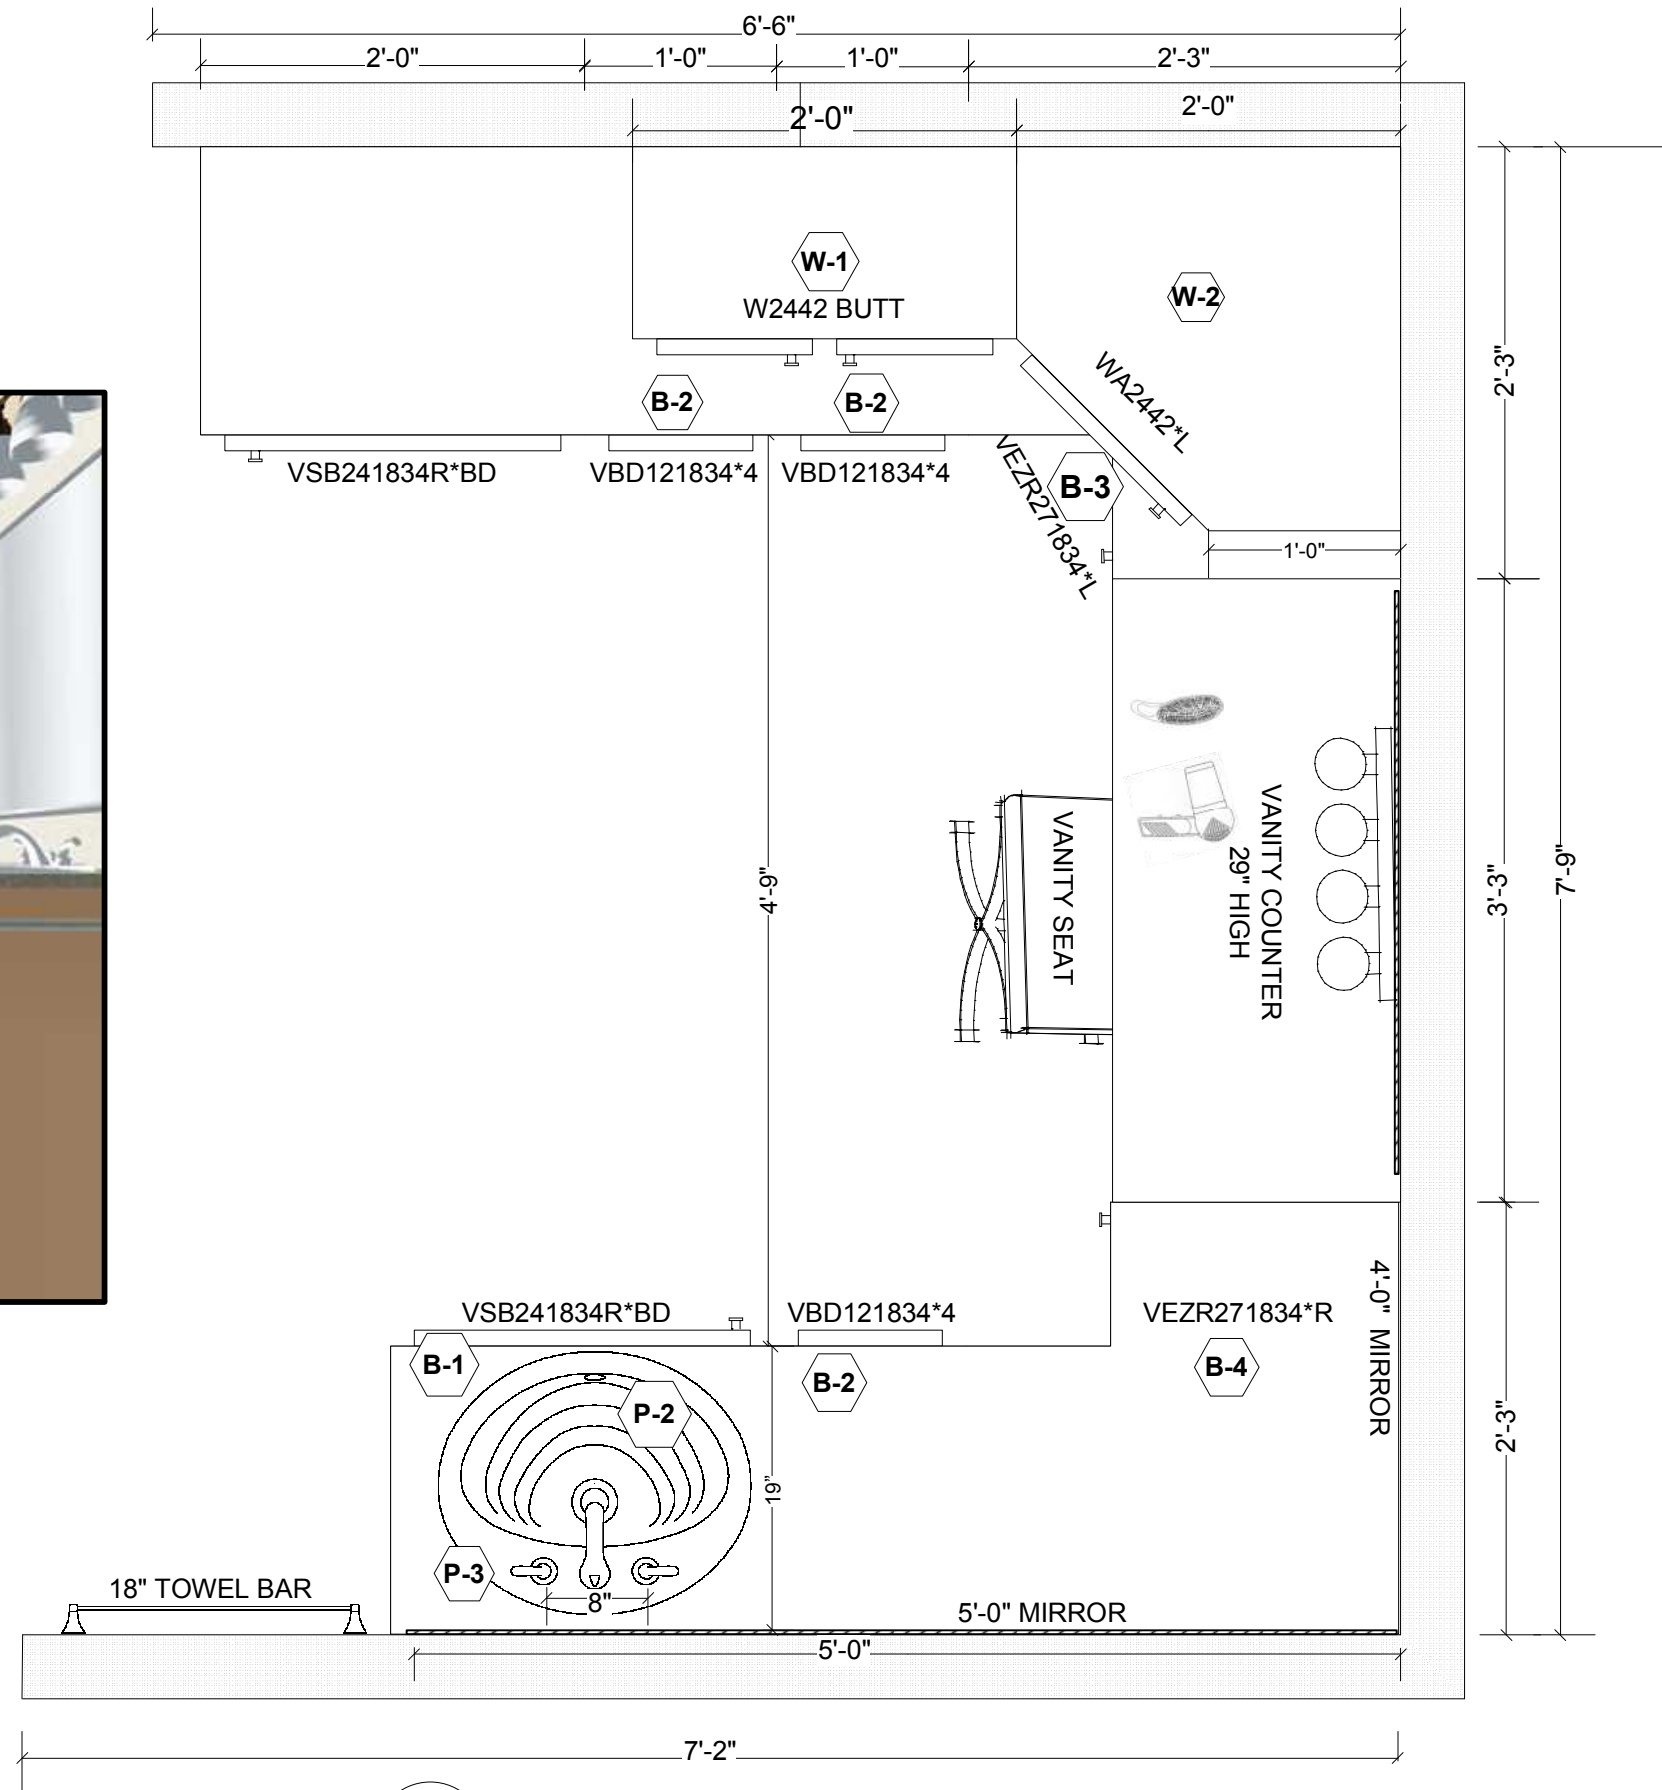 6'-6"
2'-0"
1'-0"
1'-0"
2'-3"
2'-0"
2'-0"
W-1
W2442 BUTT
W-2
WA2442*L
2'-3"
B-2
B-2
VSB241834R*BD
VBD121834*4
VBD121834*4
VEZR271834*L
B-3
1'-0"
4'-9"
VANITY SEAT
VANITY COUNTER
29" HIGH
3'-3"
7'-9"
VSB241834R*BD
VBD121834*4
VEZR271834*R
4'-0" MIRROR
B-1
B-2
B-4
P-2
2'-3"
19"
P-3
8"
18" TOWEL BAR
5'-0" MIRROR
5'-0"
7'-2"